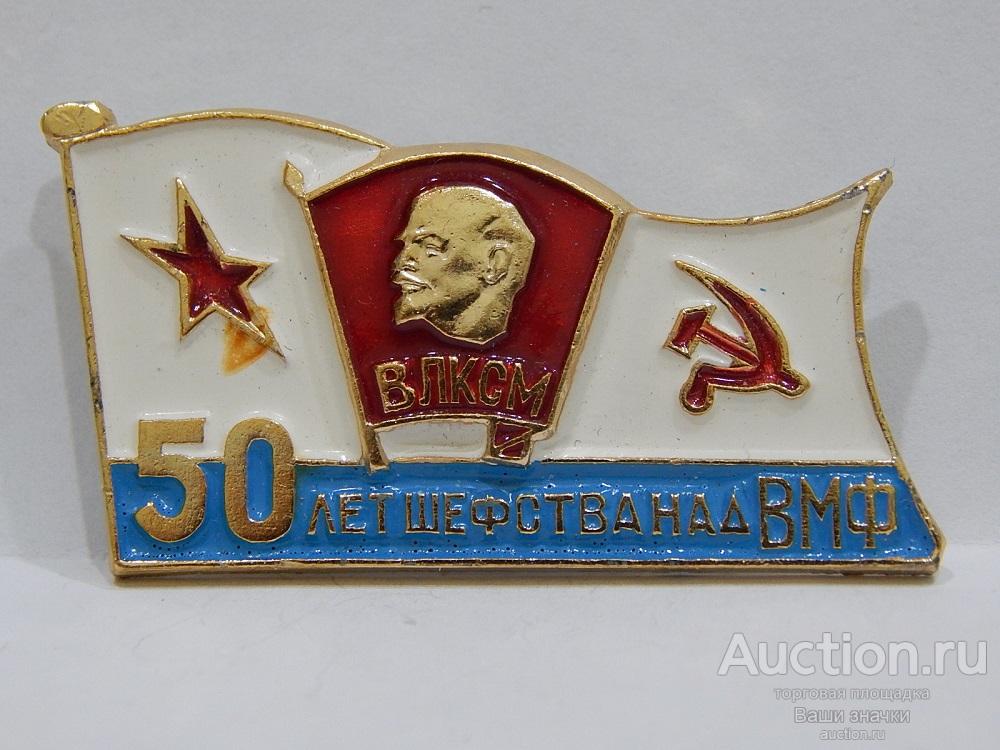 ВЛКСМ
50 ЛЕТ ШЕФСТВА НАД ВМФ
Auction.ru
торговая площадка
Ваши значки
auction.ru